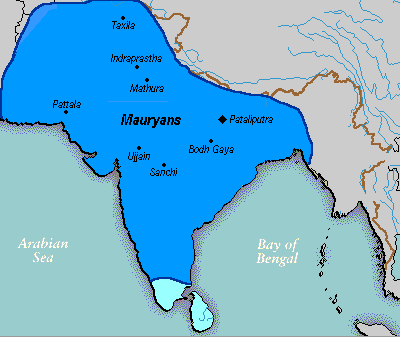 Taxila
Indraprastha
Mathura
Pattala
Mauryans
Pataliputra
Ujjain
Bodh Gaya
Sanchi
Arabian
Sea
Bay of
Bengal